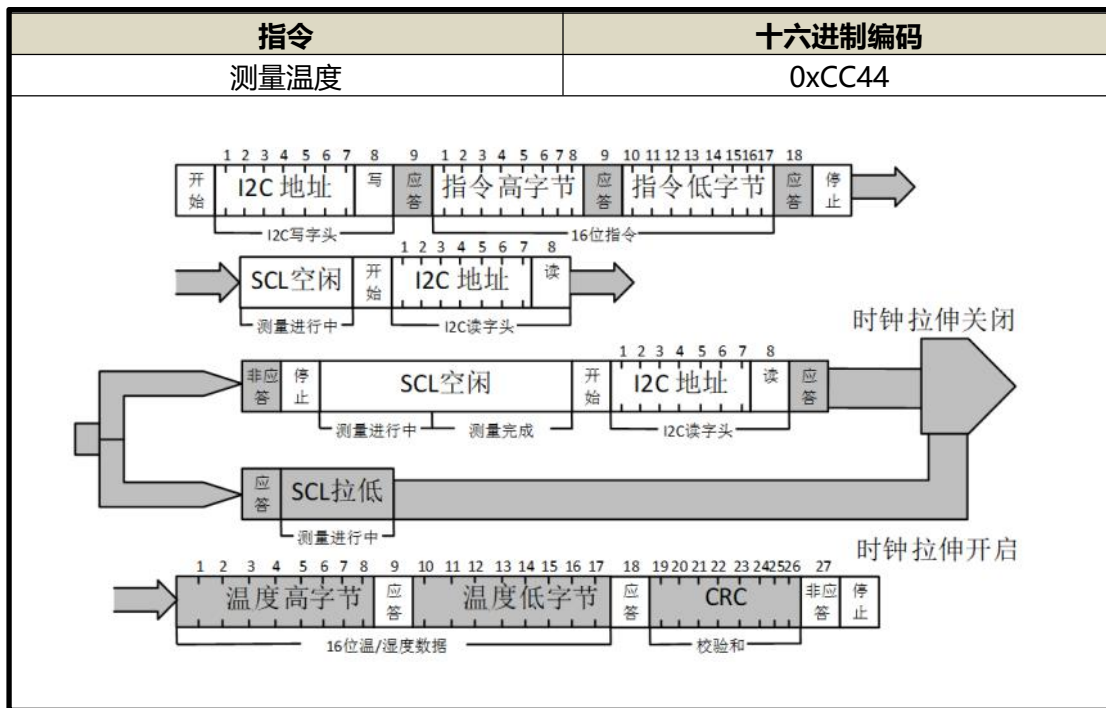 指令 十六进制编码
测量温度 0xCC44
1 2 3 4 5 6 7 8 9 1 2 3 4 5 6 7 8 9 10 11 12 13 14 15 16 17 18
开始 I2C 地址 写 应答 指令高字节 应答 指令低字节 应答 停止
I2C写字头 16位指令
1 2 3 4 5 6 7 8
SCL空闲 开始 I2C 地址 读
测量进行中 I2C读字头
时钟拉伸关闭
1 2 3 4 5 6 7 8
非应答 停止 SCL空闲 开始 I2C 地址 读 应答
测量进行中 测量完成 I2C读字头
应答 SCL拉低
测量进行中
时钟拉伸开启
1 2 3 4 5 6 7 8 9 10 11 12 13 14 15 16 17 18 19 20 21 22 23 24 25 26 27
温度高字节 应答 温度低字节 应答 CRC 非应答 停止
16位温/湿度数据 校验和